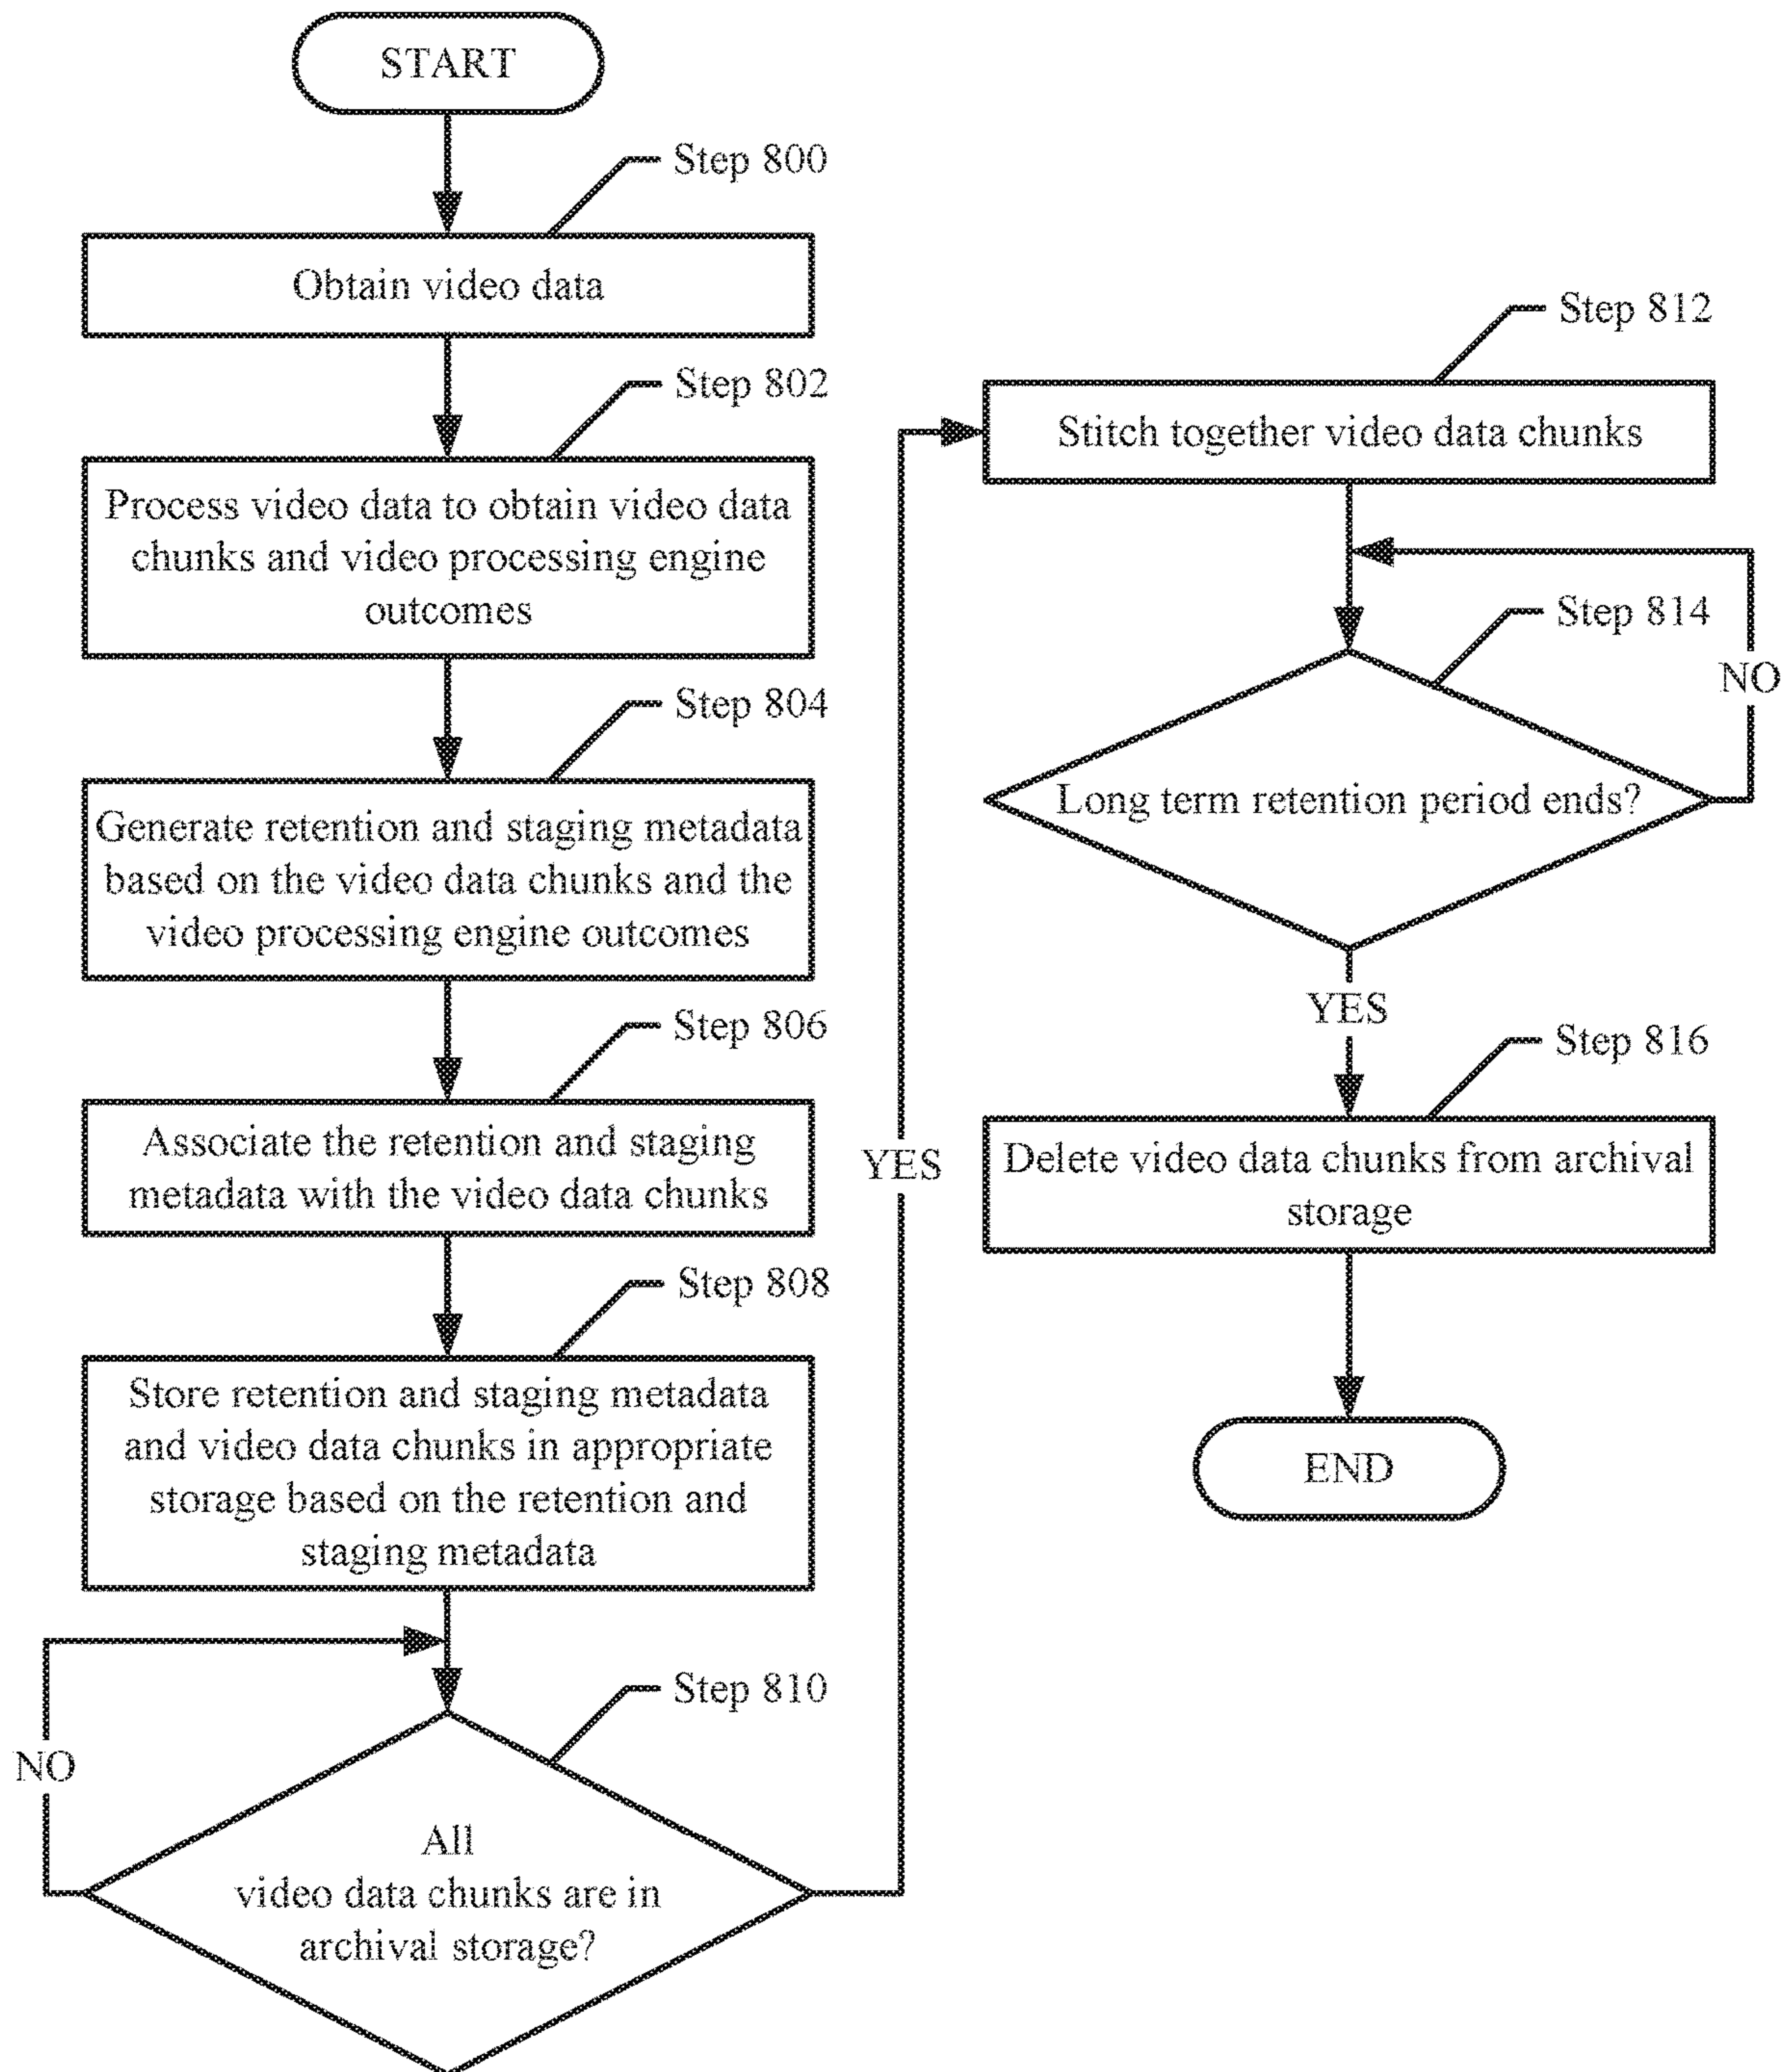 START
Step 800
Obtain video data
Step 802
Process video data to obtain video data
chunks and video processing engine
outcomes
Step 804
Generate retention and staging metadata
based on the video data chunks and the
video processing engine outcomes
Step 806
Associate the retention and staging
metadata with the video data chunks
Step 808
Store retention and staging metadata
and video data chunks in appropriate
storage based on the retention and
staging metadata
Step 810
NO
All
video data chunks are in
archival storage?
YES
Step 812
Stitch together video data chunks
Step 814
NO
Long term retention period ends?
YES
Step 816
Delete video data chunks from archival
storage
END